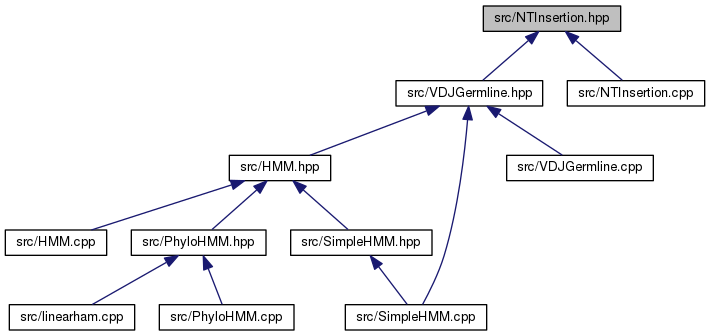 src/NTInsertion.hpp
src/VDJGermline.hpp
src/NTInsertion.cpp
src/HMM.hpp
src/VDJGermline.cpp
src/HMM.cpp
src/PhyloHMM.hpp
src/SimpleHMM.hpp
src/linearham.cpp
src/PhyloHMM.cpp
src/SimpleHMM.cpp